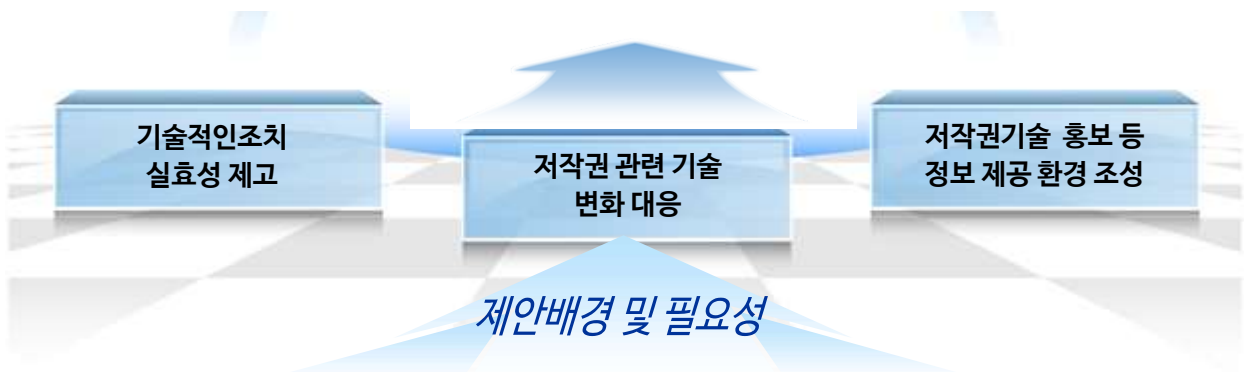 기술적인조치
실효성 제고
저작권 관련 기술
변화 대응
저작권기술 홍보 등
정보 제공 환경 조성
제안배경 및 필요성